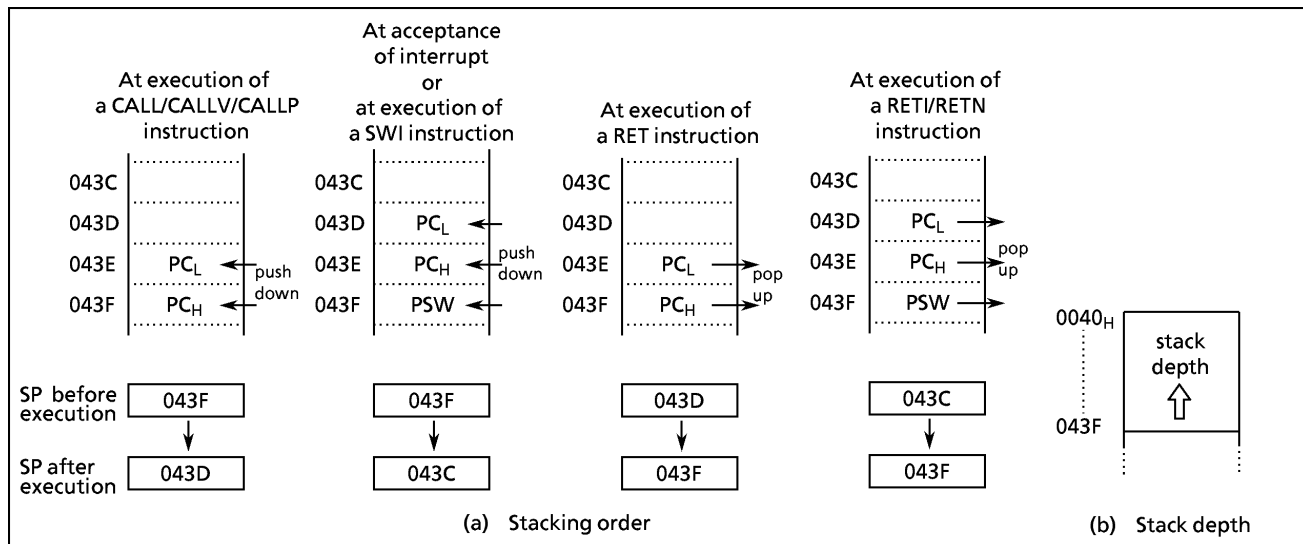 At execution of
a CALL/CALLV/CALLP
instruction
043C
043D
043E PCL
043F PCH
push
down
At acceptance
of interrupt
or
at execution of
a SWI instruction
043C
043D PCL
043E PCH
043F PSW
push
down
At execution of
a RET instruction
043C
043D
043E PCL
043F PCH
pop
up
At execution of
a RETI/RETN
instruction
043C
043D PCL
043E PCH
043F PSW
pop
up
SP before
execution
043F
043F
043D
043C
SP after
execution
043D
043C
043F
043F
(a) Stacking order
0040H
stack
depth
043F
(b) Stack depth